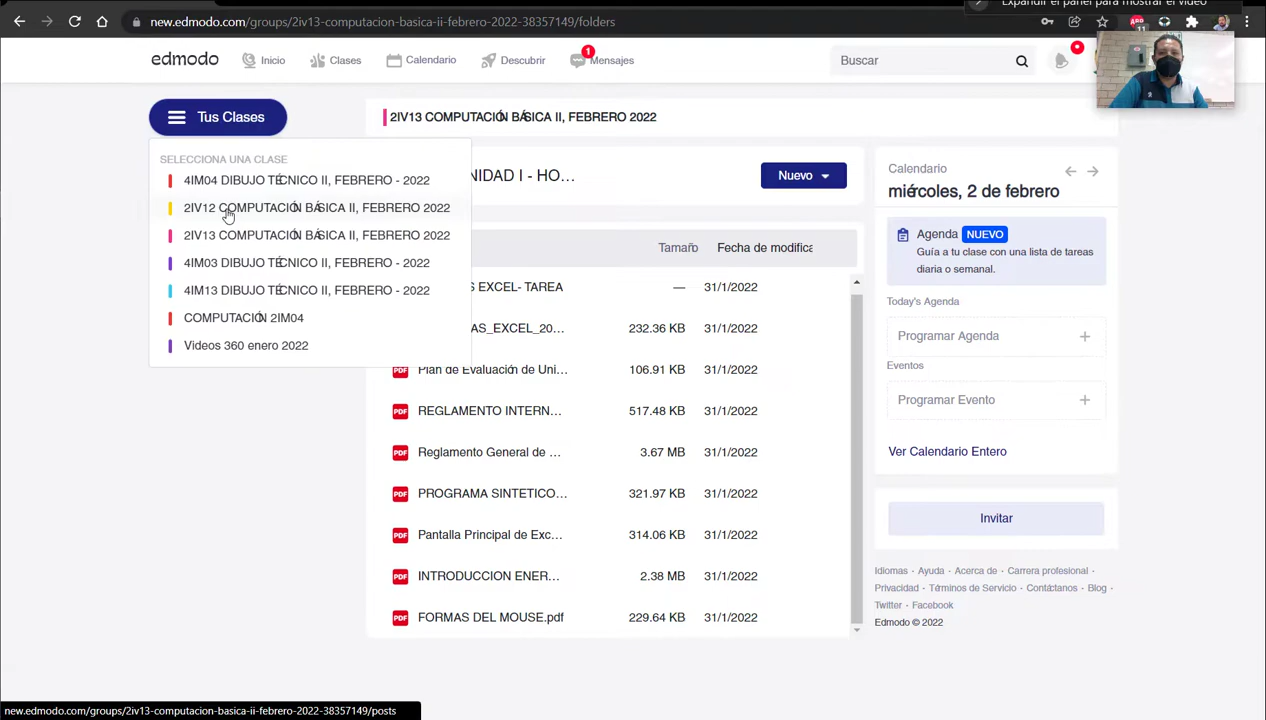 Expandir el panel para mostrar el video
new.edmodo.com/groups/2iv13-computacion-basica-ii-febrero-2022-38357149/folders
11
edmodo
Inicio
Clases
Calendario
Descubrir
1
Mensajes
Buscar
Tus Clases
2IV13 COMPUTACIÓN BÁSICA II, FEBRERO 2022
SELECCIONA UNA CLASE
4IM04 DIBUJO TÉCNICO II, FEBRERO - 2022
2IV12 COMPUTACIÓN BÁSICA II, FEBRERO 2022
2IV13 COMPUTACIÓN BÁSICA II, FEBRERO 2022
4IM03 DIBUJO TÉCNICO II, FEBRERO - 2022
4IM13 DIBUJO TÉCNICO II, FEBRERO - 2022
COMPUTACIÓN 2IM04
Videos 360 enero 2022
NIDAD I - HO...
Nuevo
Tamaño Fecha de modifica
S EXCEL- TAREA — 31/1/2022
AS_EXCEL_20... 232.36 KB 31/1/2022
PDF Plan de Evaluación de Uni... 106.91 KB 31/1/2022
PDF REGLAMENTO INTERN... 517.48 KB 31/1/2022
PDF Reglamento General de ... 3.67 MB 31/1/2022
PDF PROGRAMA SINTETICO... 321.97 KB 31/1/2022
PDF Pantalla Principal de Exc... 314.06 KB 31/1/2022
PDF INTRODUCCION ENER... 2.38 MB 31/1/2022
PDF FORMAS DEL MOUSE.pdf 229.64 KB 31/1/2022
Calendario
miércoles, 2 de febrero
Agenda NUEVO
Guía a tu clase con una lista de tareas
diaria o semanal.
Today's Agenda
Programar Agenda +
Eventos
Programar Evento +
Ver Calendario Entero
Invitar
Idiomas · Ayuda · Acerca de · Carrera profesional ·
Privacidad · Términos de Servicio · Contáctanos · Blog ·
Twitter · Facebook
Edmodo © 2022
new.edmodo.com/groups/2iv13-computacion-basica-ii-febrero-2022-38357149/posts